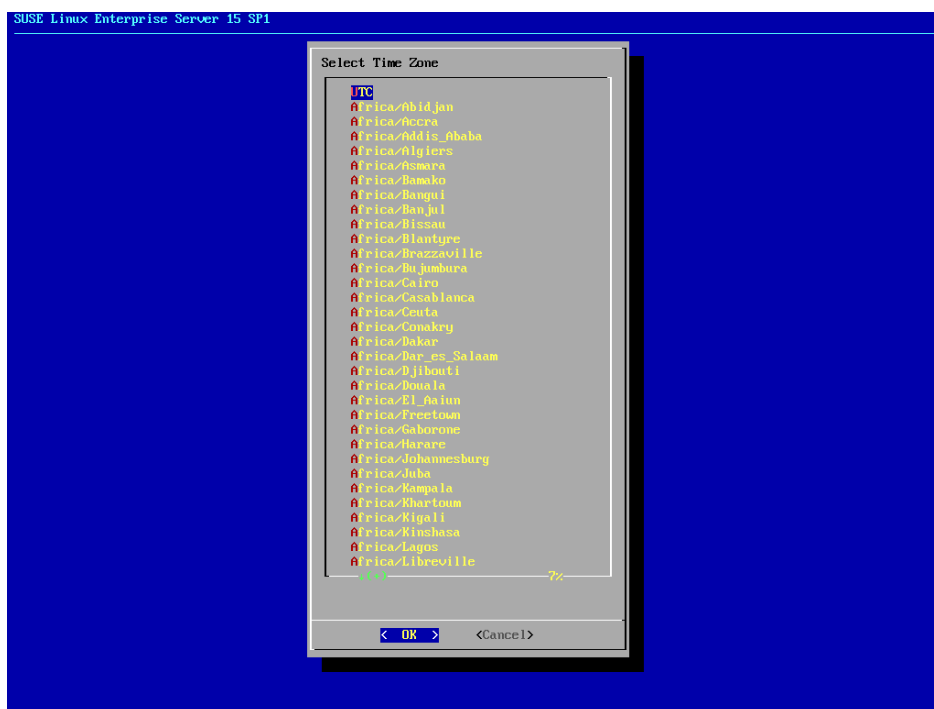 SUSE Linux Enterprise Server 15 SP1
Select Time Zone
UTC
Africa/Abidjan
Africa/Accra
Africa/Addis_Ababa
Africa/Algiers
Africa/Asmara
Africa/Bamako
Africa/Bangui
Africa/Banjul
Africa/Bissau
Africa/Blantyre
Africa/Brazzaville
Africa/Bujumbura
Africa/Cairo
Africa/Casablanca
Africa/Ceuta
Africa/Conakry
Africa/Dakar
Africa/Dar_es_Salaam
Africa/Djibouti
Africa/Douala
Africa/El_Aaiun
Africa/Freetown
Africa/Gaborone
Africa/Harare
Africa/Johannesburg
Africa/Juba
Africa/Kampala
Africa/Khartoum
Africa/Kigali
Africa/Kinshasa
Africa/Lagos
Africa/Libreville
(+) 7%
< OK > <Cancel>